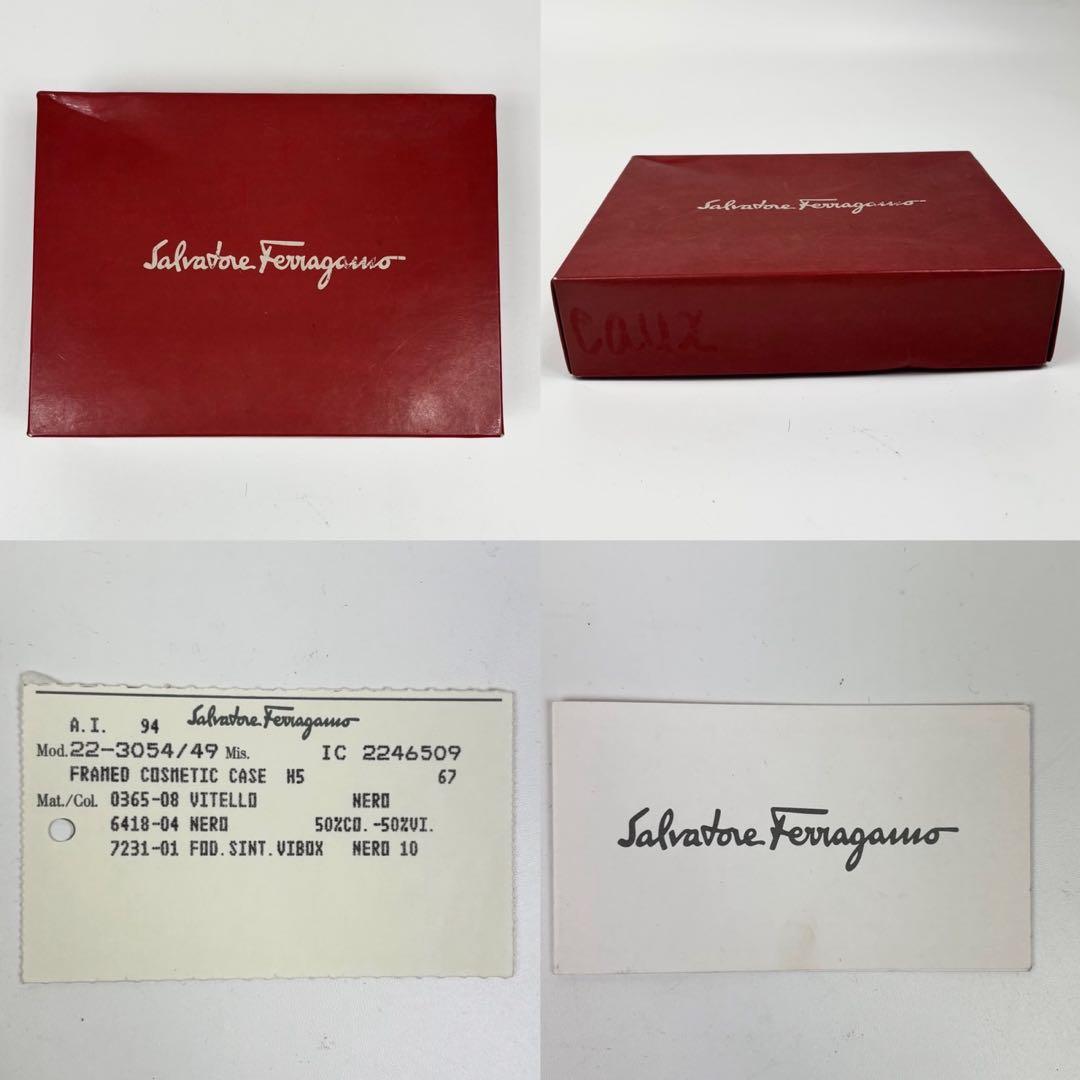 Salvatore Ferragamo
Salvatore Ferragamo
caux
A.I. 94 Salvatore Ferragamo
Mod. 22-3054/49 Mis. IC 2246509
FRAMED COSMETIC CASE H5 67
Mat./Col. 0365-08 VITELLO NERO
6418-04 NERO 50%CO.-50%VI.
7231-01 FOD.SINT.VIBOX NERO 10
Salvatore Ferragamo